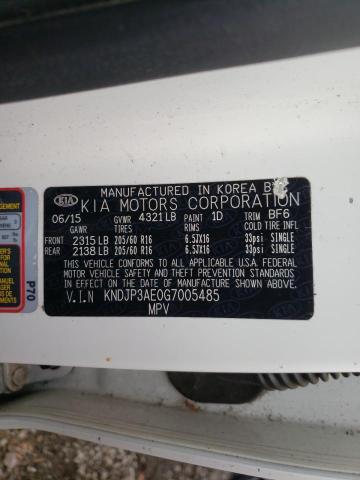 MANUFACTURED IN KOREA BY
KIA KIA MOTORS CORPORATION
06/15 GVWR 4321LB PAINT 1D TRIM BF6
GAWR TIRES RIMS COLD TIRE INFL
FRONT 2315 LB 205/60 R16 6.5JX16 33psi SINGLE
REAR 2138 LB 205/60 R16 6.5JX16 33psi SINGLE
THIS VEHICLE CONFORMS TO ALL APPLICABLE U.S.A. FEDERAL
MOTOR VEHICLE SAFETY AND THEFT PREVENTION STANDARDS
IN EFFECT ON THE DATE OF MANUFACTURE SHOWN ABOVE.
V.I.N KNDJP3AE0G7005485
MPV
P70